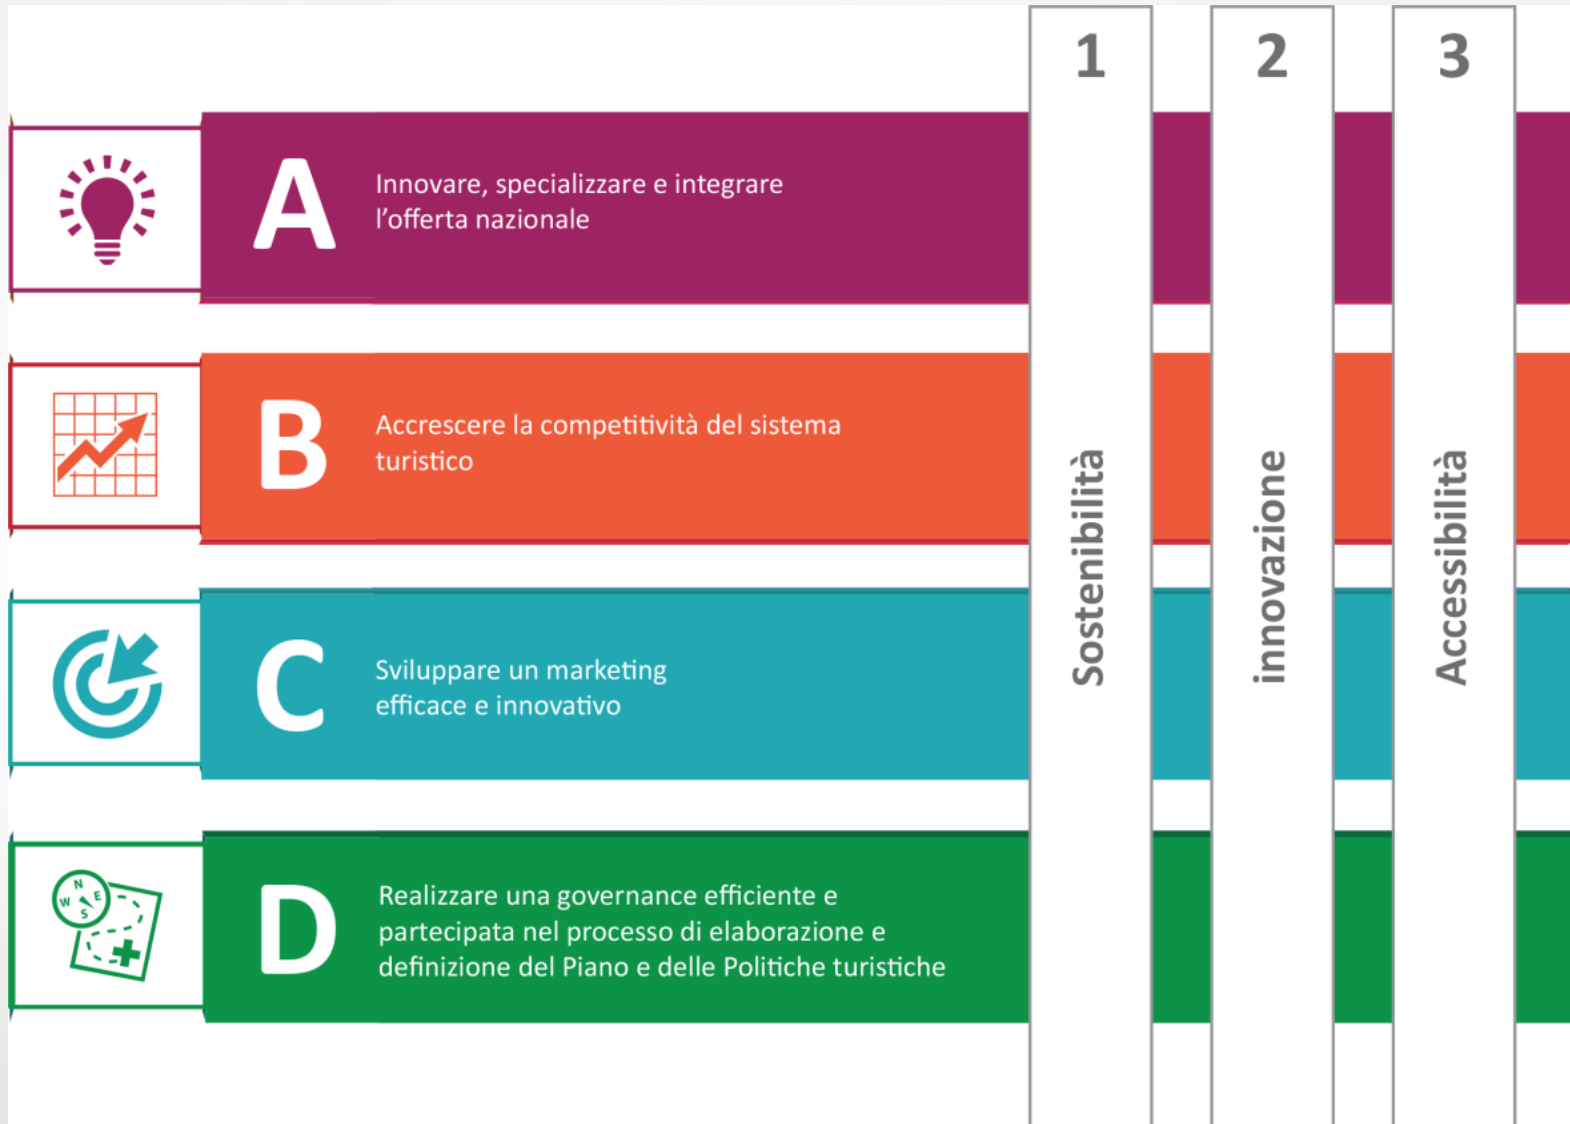 1
2
3
A
Innovare, specializzare e integrare
l’offerta nazionale
B
Accrescere la competitività del sistema
turistico
C
Sviluppare un marketing
efficace e innovativo
N
W
E
S
D
Realizzare una governance efficiente e
partecipata nel processo di elaborazione e
definizione del Piano e delle Politiche turistiche
Sostenibilità
innovazione
Accessibilità